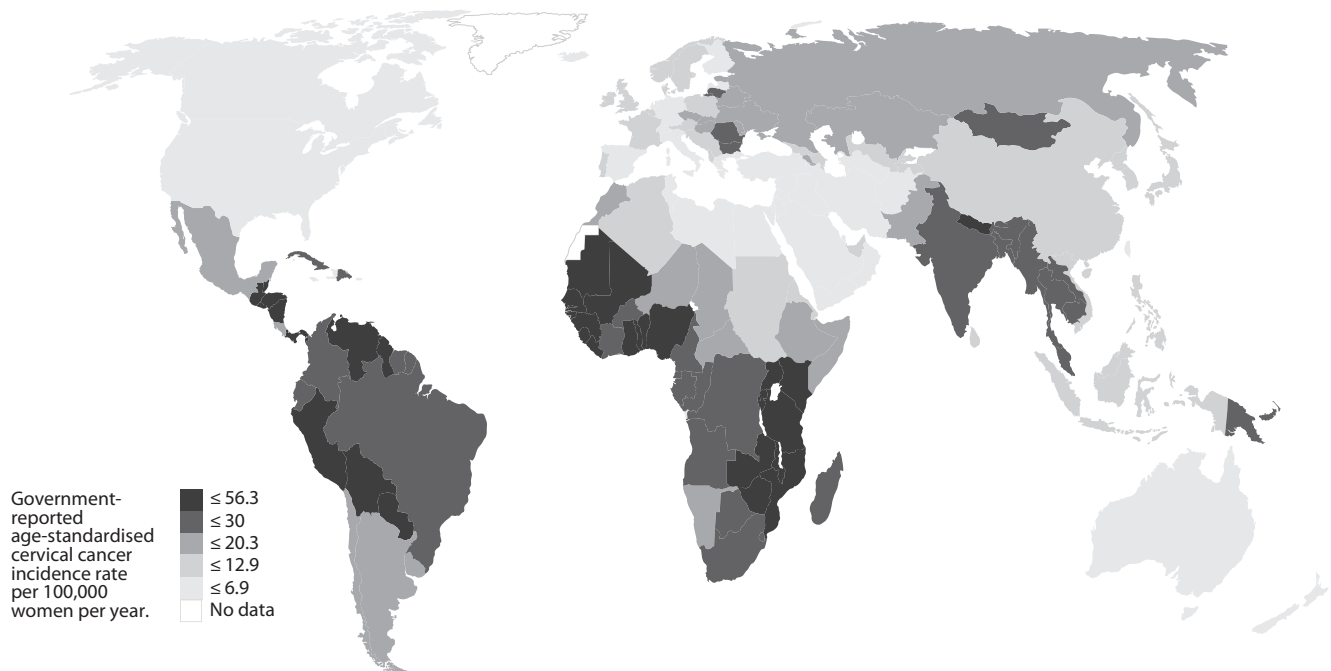 Government-
reported
age-standardised
cervical cancer
incidence rate
per 100,000
women per year.
≤ 56.3
≤ 30
≤ 20.3
≤ 12.9
≤ 6.9
No data